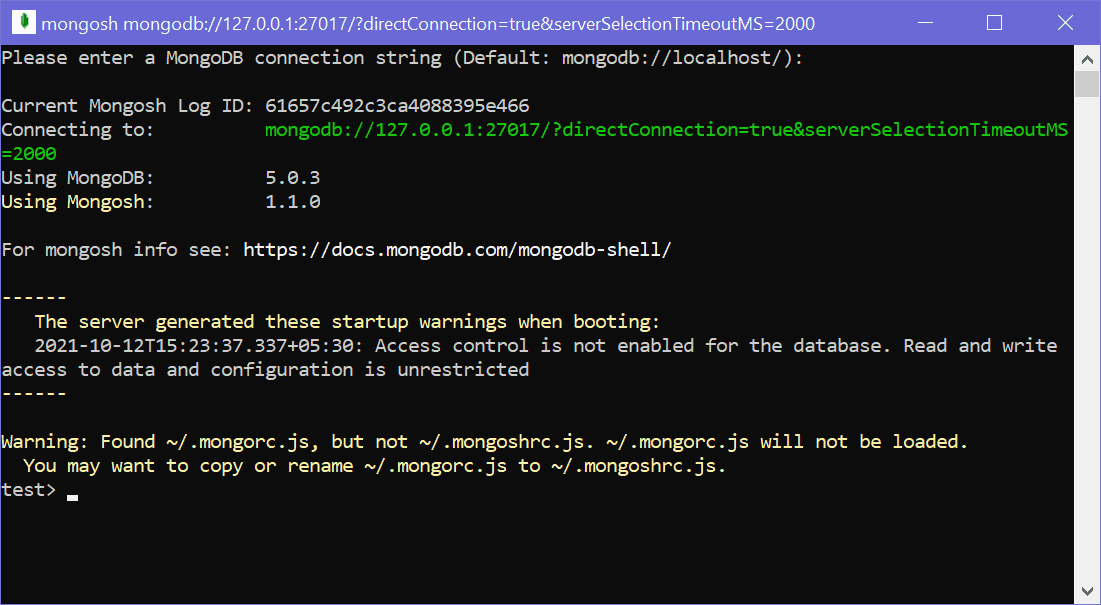 mongosh mongodb://127.0.0.1:27017/?directConnection=true&serverSelectionTimeoutMS=2000
Please enter a MongoDB connection string (Default: mongodb://localhost/):
Current Mongosh Log ID: 61657c492c3ca4088395e466
Connecting to:          mongodb://127.0.0.1:27017/?directConnection=true&serverSelectionTimeoutMS
=2000
Using MongoDB:          5.0.3
Using Mongosh:          1.1.0
For mongosh info see: https://docs.mongodb.com/mongodb-shell/
------
   The server generated these startup warnings when booting:
   2021-10-12T15:23:37.337+05:30: Access control is not enabled for the database. Read and write
access to data and configuration is unrestricted
------
Warning: Found ~/.mongorc.js, but not ~/.mongoshrc.js. ~/.mongorc.js will not be loaded.
  You may want to copy or rename ~/.mongorc.js to ~/.mongoshrc.js.
test>